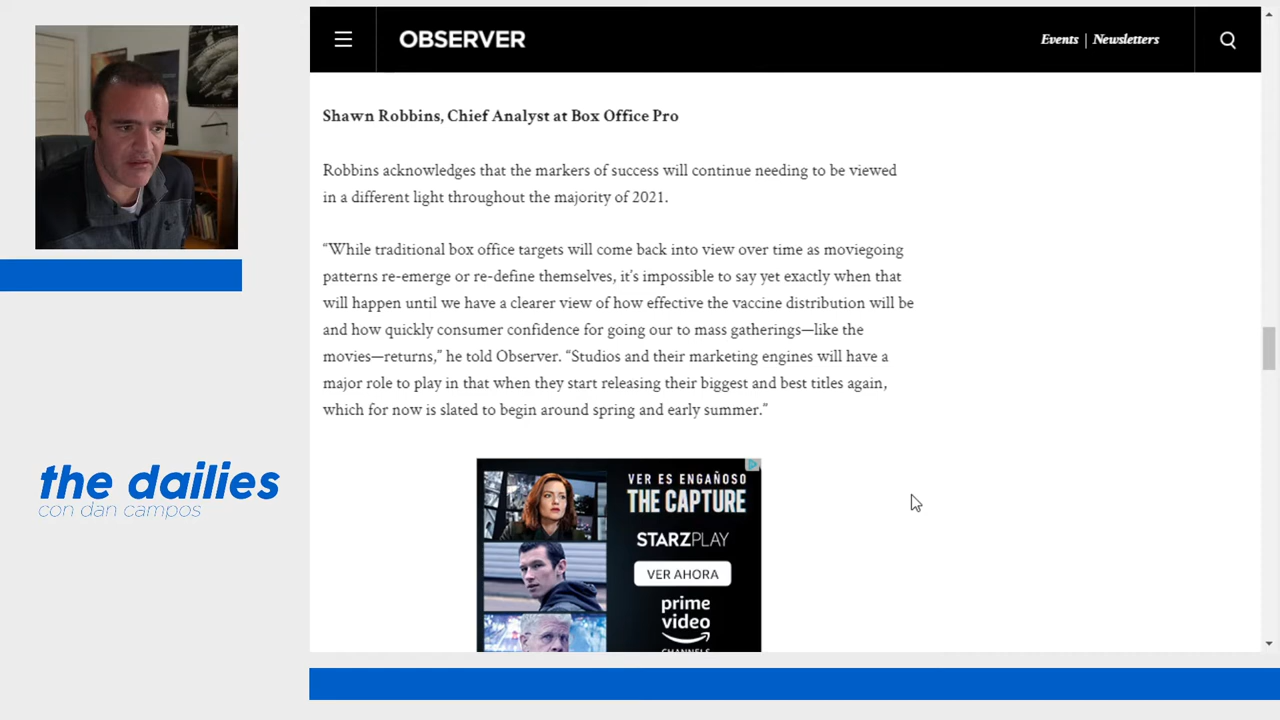 OBSERVER
Events | Newsletters
Shawn Robbins, Chief Analyst at Box Office Pro
Robbins acknowledges that the markers of success will continue needing to be viewed
in a different light throughout the majority of 2021.
“While traditional box office targets will come back into view over time as moviegoing
patterns re-emerge or re-define themselves, it’s impossible to say yet exactly when that
will happen until we have a clearer view of how effective the vaccine distribution will be
and how quickly consumer confidence for going our to mass gatherings—like the
movies—returns,” he told Observer. “Studios and their marketing engines will have a
major role to play in that when they start releasing their biggest and best titles again,
which for now is slated to begin around spring and early summer.”
the dailies
con dan campos
VER ES ENGAÑOSO
THE CAPTURE
STARZPLAY
VER AHORA
prime
video
CHANNELS